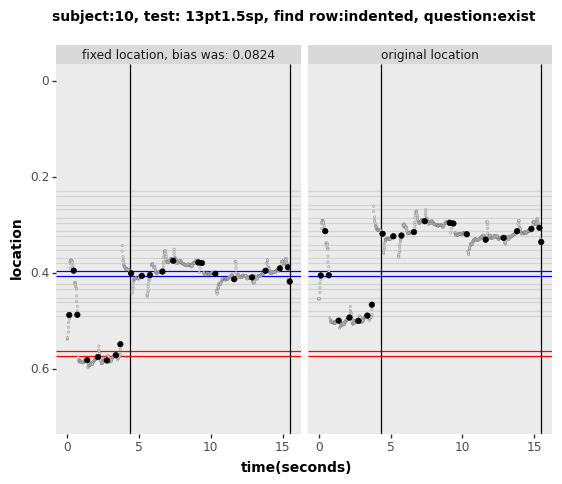 subject:10, test: 13pt1.5sp, find row:indented, question:exist
fixed location, bias was: 0.0824
original location
location
0
0.2
0.4
0.6
0 5 10 15
0 5 10 15
time(seconds)